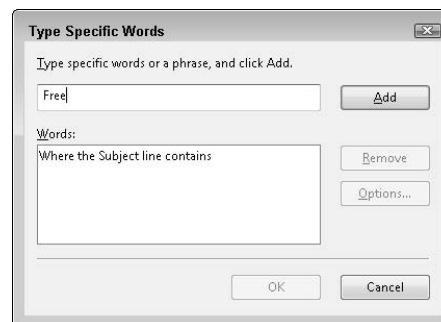 Type Specific Words
Type specific words or a phrase, and click Add.
Free
Add
Words:
Where the Subject line contains
Remove
Options...
OK
Cancel